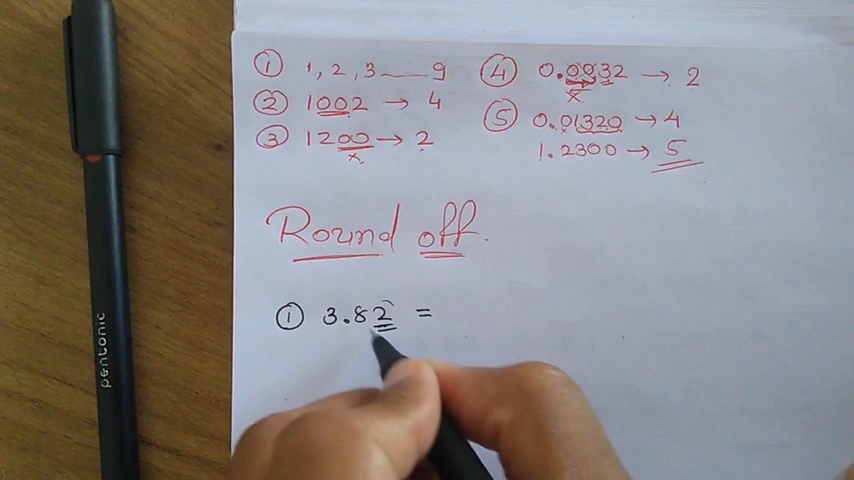 ① 1, 2, 3 — 9
② 1002 → 4
③ 1200 → 2
x
④ 0.0032 → 2
x
⑤ 0.01320 → 4
1.2300 → 5
Round off.
① 3.82 =
pentonic